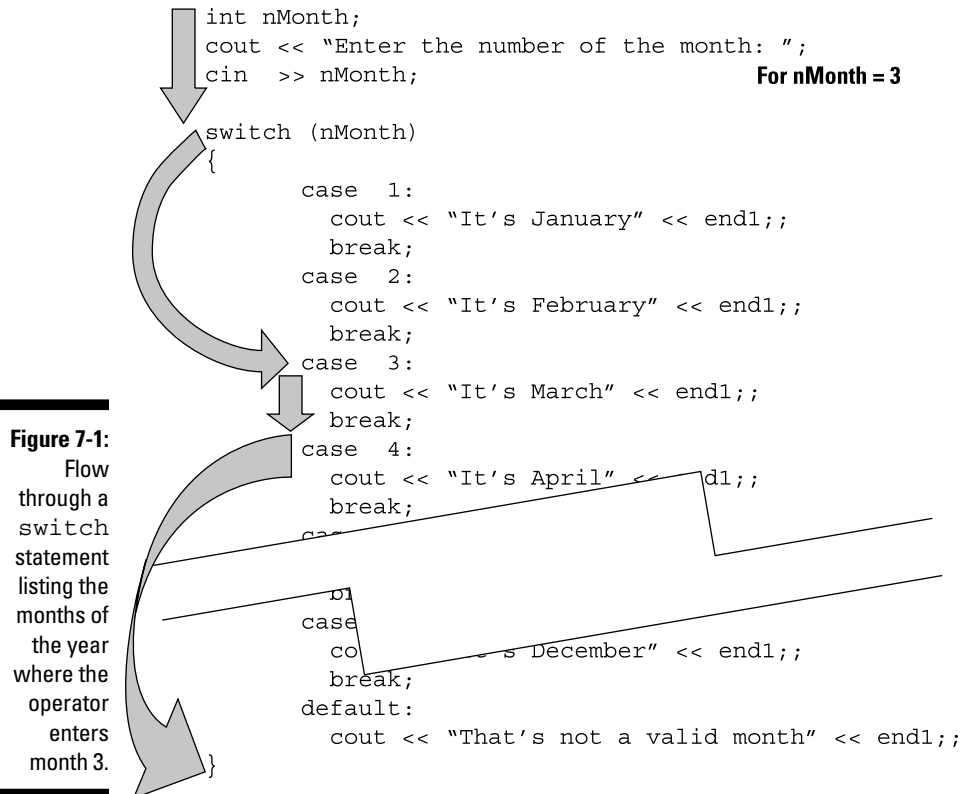 int nMonth;
cout << “Enter the number of the month: ”;
cin  >> nMonth;
For nMonth = 3
switch (nMonth)
{
case  1:
cout << “It’s January” << end1;;
break;
case  2:
cout << “It’s February” << end1;;
break;
case  3:
cout << “It’s March” << end1;;
break;
case  4:
cout << “It’s April” << end1;;
break;
case
cout << s December” << end1;;
break;
default:
cout << “That’s not a valid month” << end1;;
}
Figure 7-1:
Flow
through a
switch
statement
listing the
months of
the year
where the
operator
enters
month 3.